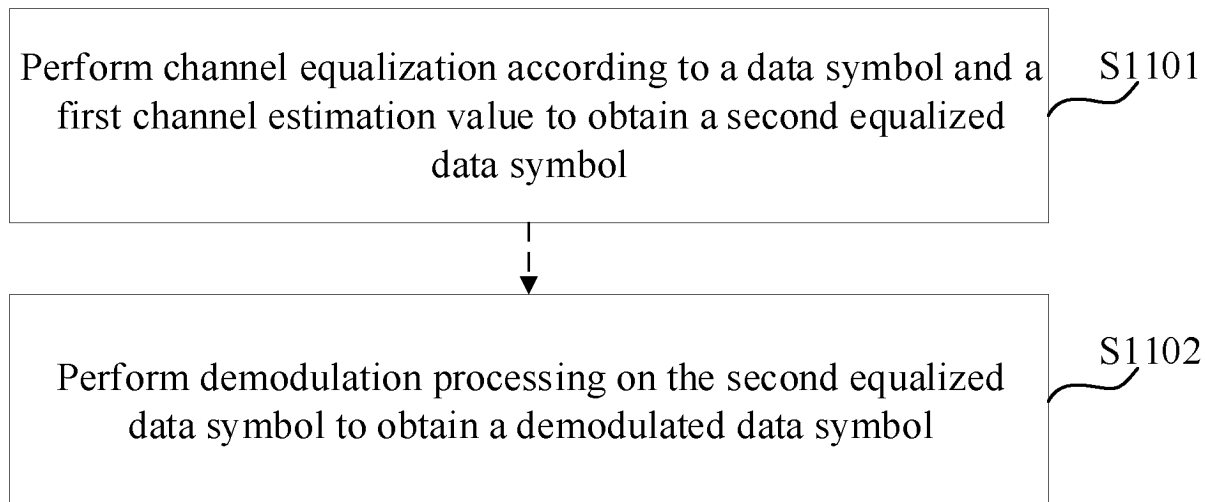 Perform channel equalization according to a data symbol and a
first channel estimation value to obtain a second equalized
data symbol
S1101
Perform demodulation processing on the second equalized
data symbol to obtain a demodulated data symbol
S1102